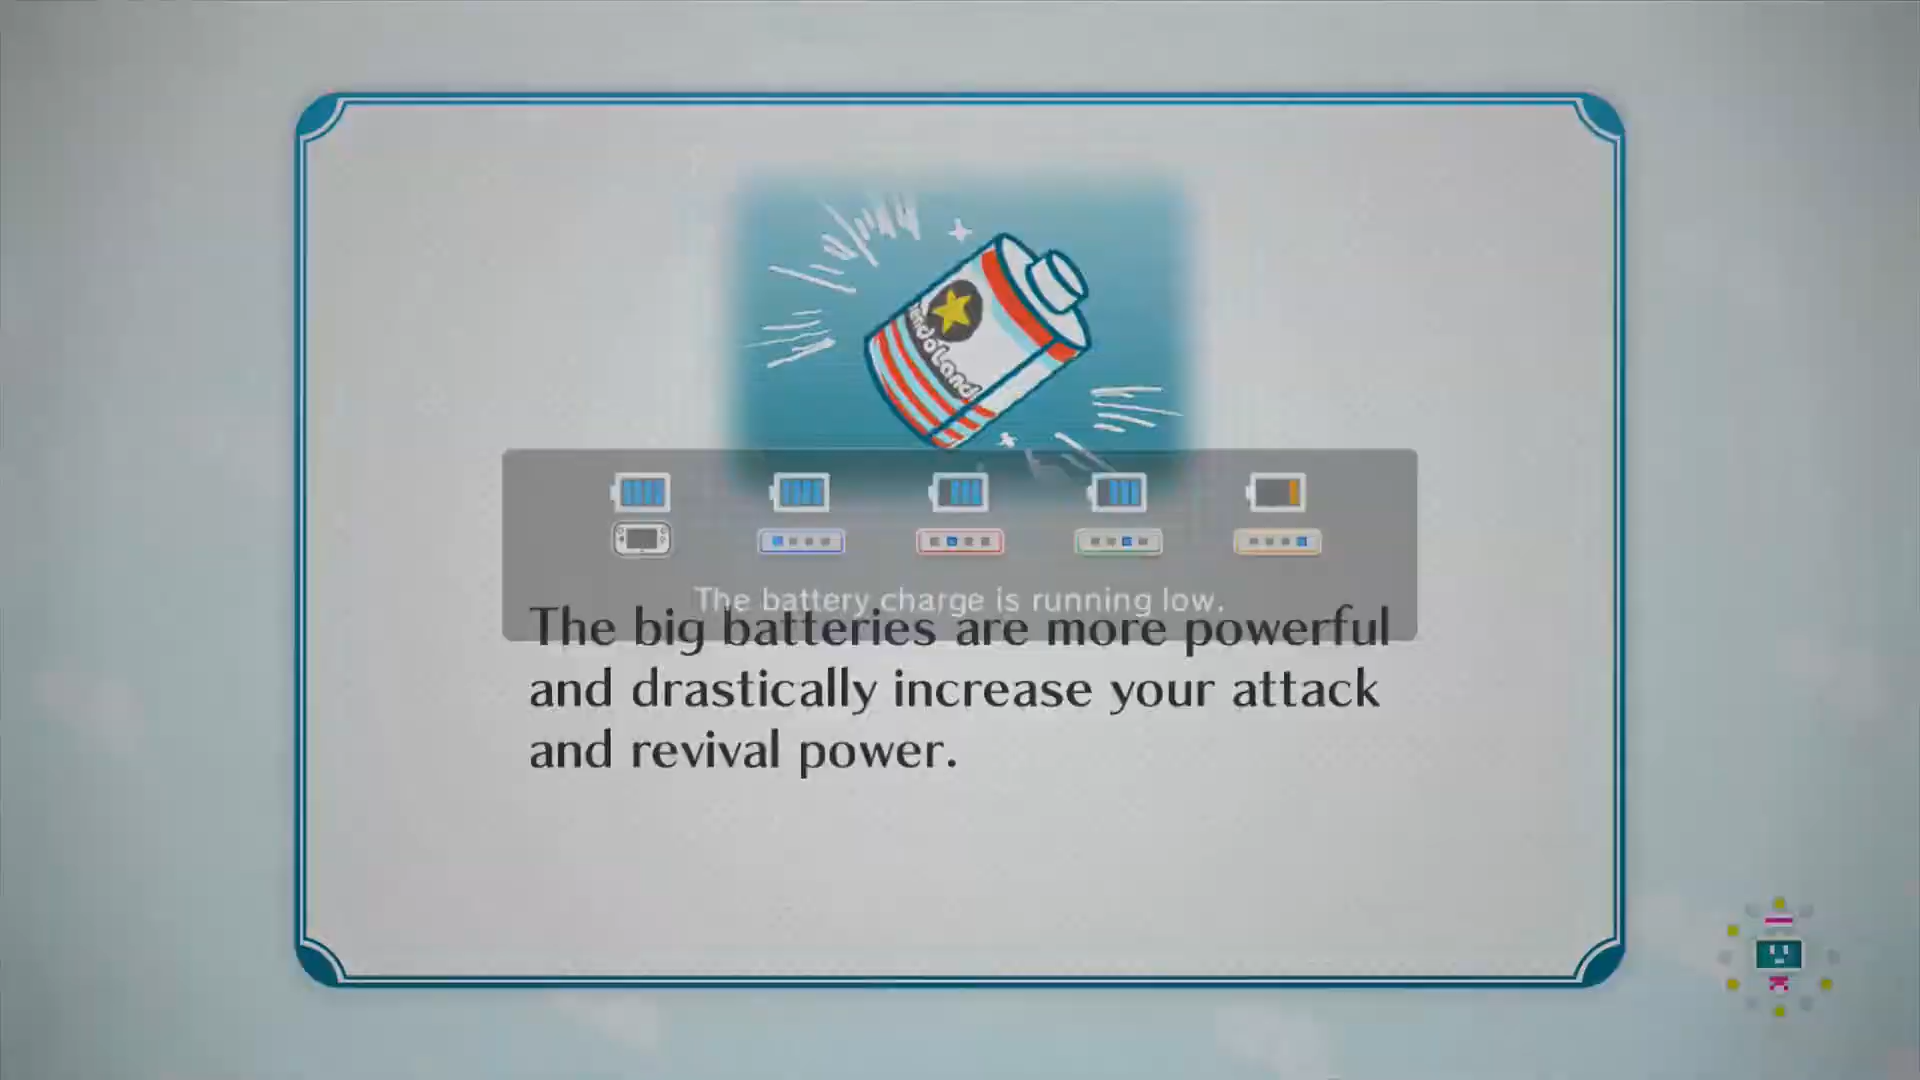 endoLand
The battery charge is running low.
The big batteries are more powerful
and drastically increase your attack
and revival power.